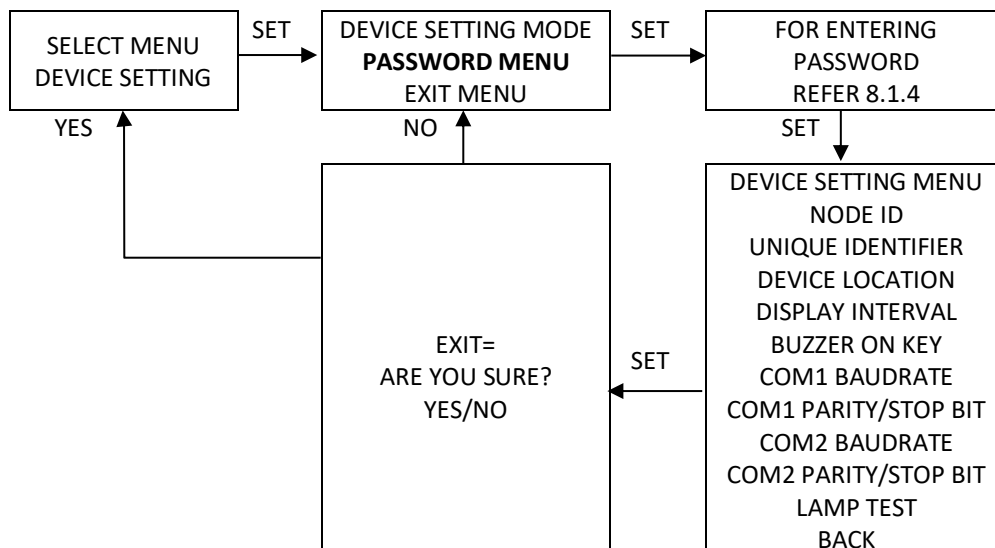 SELECT MENU
DEVICE SETTING
SET
DEVICE SETTING MODE
PASSWORD MENU
EXIT MENU
SET
FOR ENTERING
PASSWORD
REFER 8.1.4
YES
NO
SET
EXIT=
ARE YOU SURE?
YES/NO
SET
DEVICE SETTING MENU
NODE ID
UNIQUE IDENTIFIER
DEVICE LOCATION
DISPLAY INTERVAL
BUZZER ON KEY
COM1 BAUDRATE
COM1 PARITY/STOP BIT
COM2 BAUDRATE
COM2 PARITY/STOP BIT
LAMP TEST
BACK